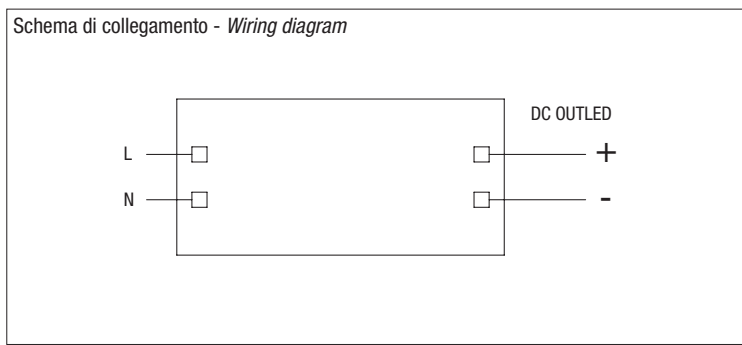 Schema di collegamento - Wiring diagram
DC OUTLED
L +
N -